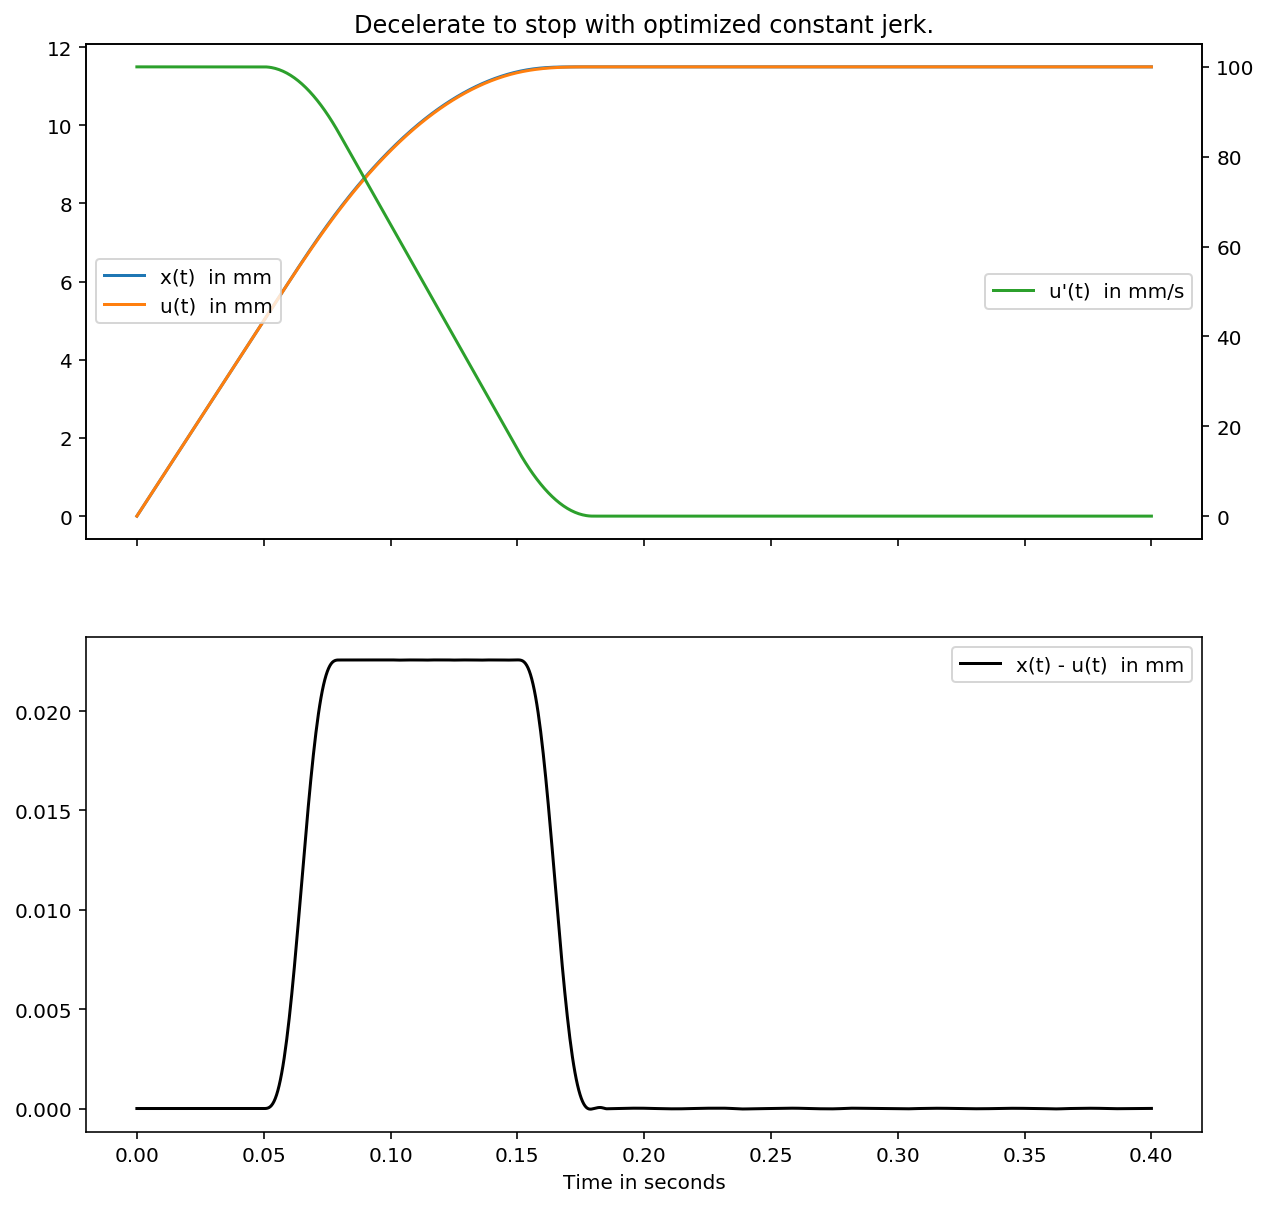 Decelerate to stop with optimized constant jerk.
12
10
8
6
4
2
0
x(t)  in mm
u(t)  in mm
u'(t)  in mm/s
100
80
60
40
20
0
x(t) - u(t)  in mm
0.020
0.015
0.010
0.005
0.000
0.00 0.05 0.10 0.15 0.20 0.25 0.30 0.35 0.40
Time in seconds